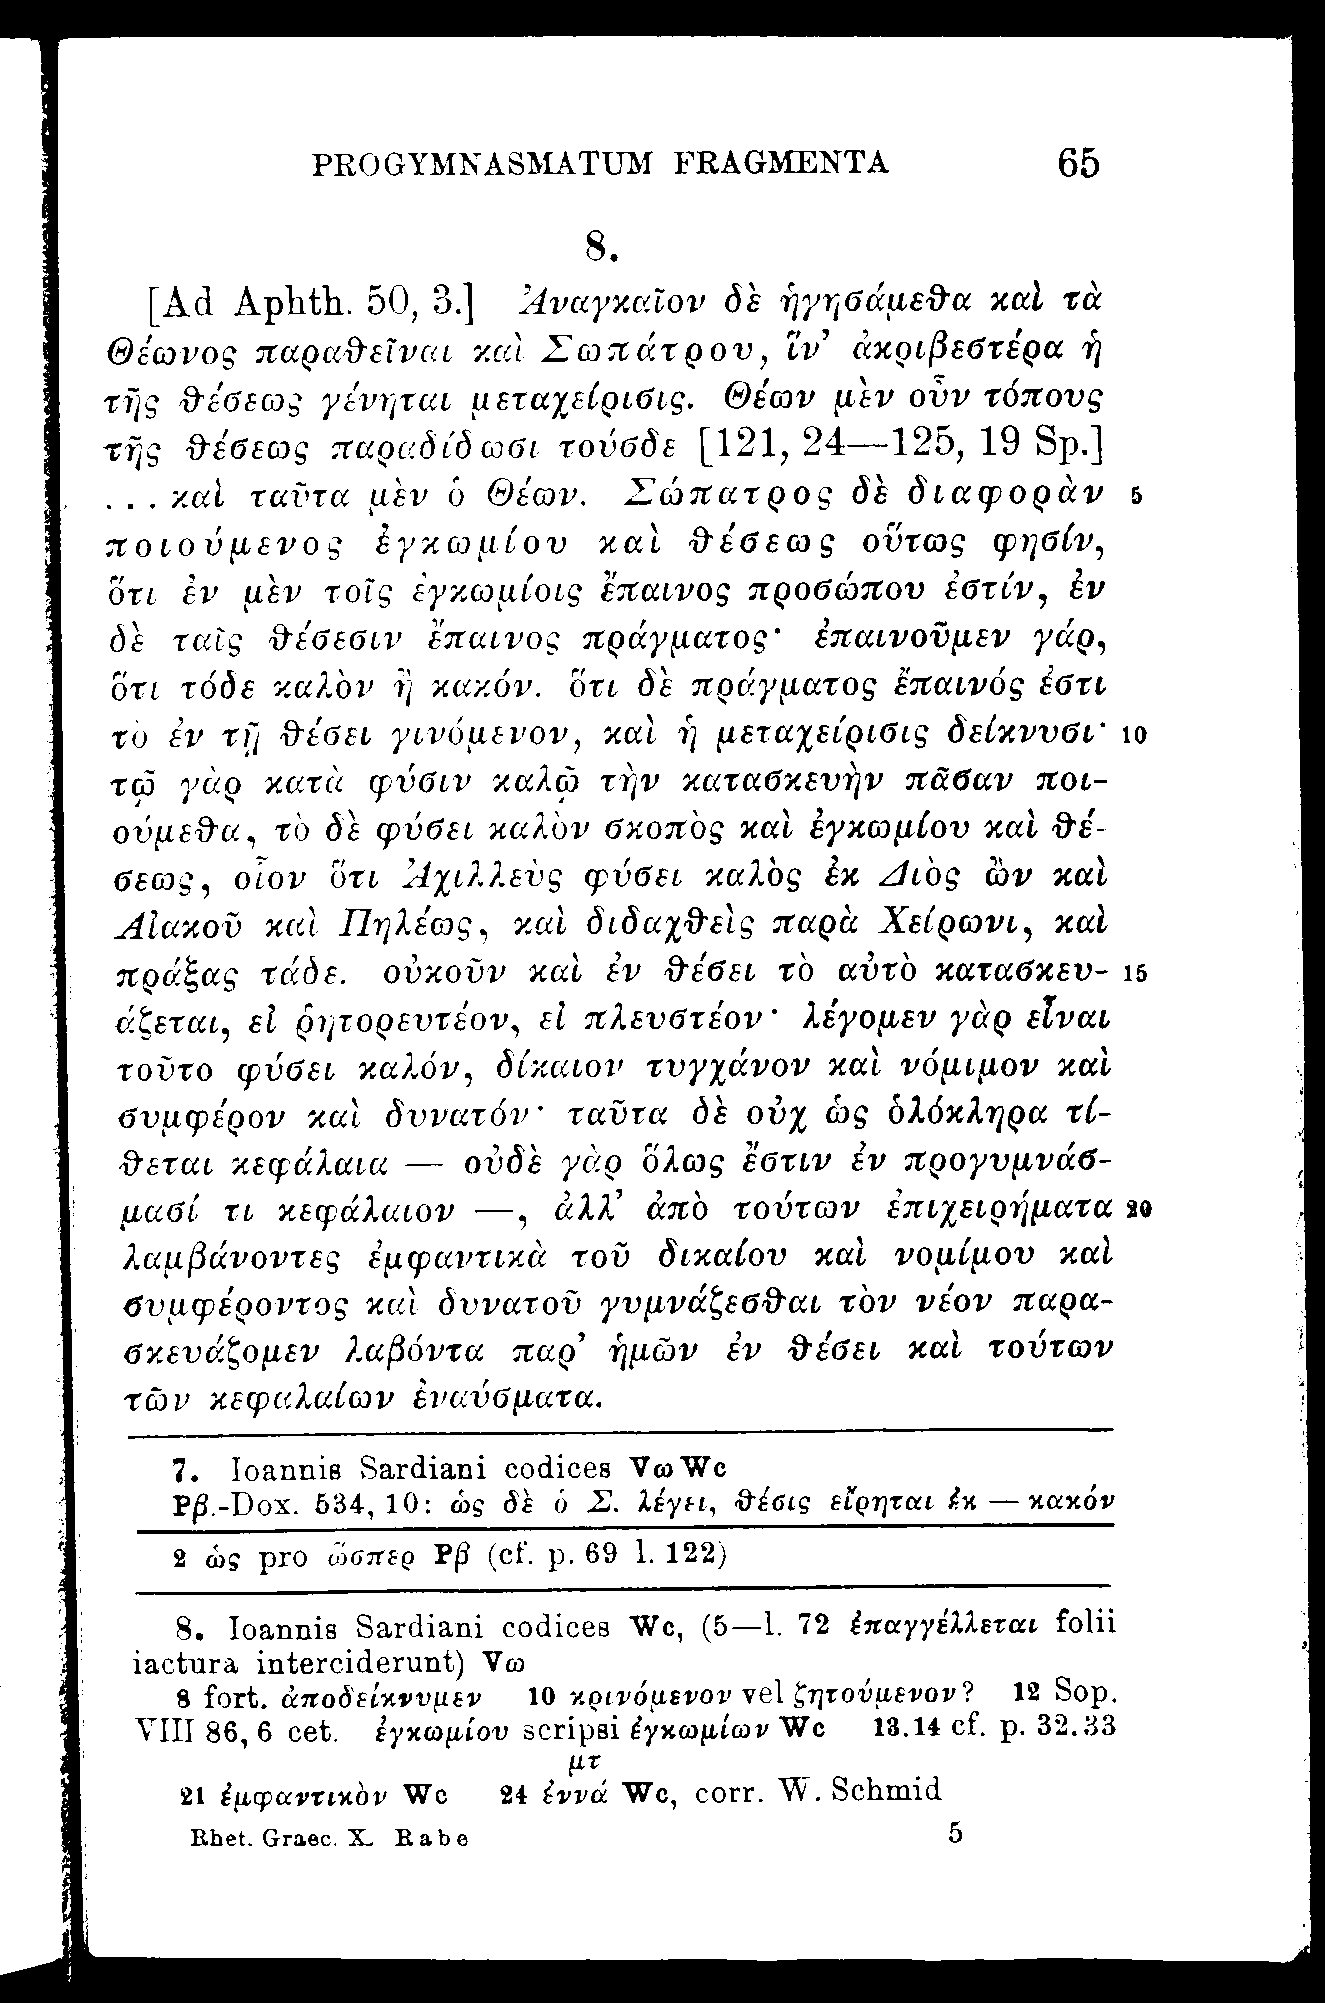 PROGYMNASMATUM FRAGMENTA 65
8.
[Ad Aphth. 50, 3.] Ἀναγκαῖον δὲ ἡγησάμεθα καὶ τὰ
Θέωνος παραθεῖναι καὶ Σωπάτρου, ἵν’ ἀκριβεστέρα ἡ
τῆς θέσεως γένηται μεταχείρισις. Θέων μὲν οὖν τόπους
τῆς θέσεως παραδίδωσι τούσδε [121, 24—125, 19 Sp.]
... καὶ ταῦτα μὲν ὁ Θέων. Σώπατρος δὲ διαφορὰν 5
ποιούμενος ἐγκωμίου καὶ θέσεως οὕτως φησίν,
ὅτι ἐν μὲν τοῖς ἐγκωμίοις ἔπαινος προσώπου ἐστίν, ἐν
δὲ ταῖς θέσεσιν ἔπαινος πράγματος· ἐπαινοῦμεν γάρ,
ὅτι τόδε καλὸν ἢ κακόν. ὅτι δὲ πράγματος ἔπαινός ἐστι
τὸ ἐν τῇ θέσει γινόμενον, καὶ ἡ μεταχείρισις δείκνυσι· 10
τῷ γὰρ κατὰ φύσιν καλῷ τὴν κατασκευὴν πᾶσαν ποι-
ούμεθα, τὸ δὲ φύσει καλὸν σκοπὸς καὶ ἐγκωμίου καὶ θέ-
σεως, οἷον ὅτι Ἀχιλλεὺς φύσει καλὸς ἐκ Διὸς ὢν καὶ
Αἰακοῦ καὶ Πηλέως, καὶ διδαχθεὶς παρὰ Χείρωνι, καὶ
πράξας τάδε. οὐκοῦν καὶ ἐν θέσει τὸ αὐτὸ κατασκευ- 15
άζεται, εἰ ῥητορευτέον, εἰ πλευστέον· λέγομεν γὰρ εἶναι
τοῦτο φύσει καλόν, δίκαιον τυγχάνον καὶ νόμιμον καὶ
συμφέρον καὶ δυνατόν· ταῦτα δὲ οὐχ ὡς ὁλόκληρα τί-
θεται κεφάλαια — οὐδὲ γὰρ ὅλως ἔστιν ἐν προγυμνάσ-
μασί τι κεφάλαιον —, ἀλλ’ ἀπὸ τούτων ἐπιχειρήματα 20
λαμβάνοντες ἐμφαντικὰ τοῦ δικαίου καὶ νομίμου καὶ
συμφέροντος καὶ δυνατοῦ γυμνάζεσθαι τὸν νέον παρα-
σκευάζομεν λαβόντα παρ’ ἡμῶν ἐν θέσει καὶ τούτων
τῶν κεφαλαίων ἐναύσματα.
7. Ioannis Sardiani codices VωWc
Pβ.-Dox. 534, 10: ὡς δὲ ὁ Σ. λέγει, θέσις εἴρηται ἐκ — κακόν
2 ὡς pro ὥσπερ Pβ (cf. p. 69 l. 122)
8. Ioannis Sardiani codices Wc, (5—l. 72 ἐπαγγέλλεται folii
iactura interciderunt) Vω
8 fort. ἀποδείκνυμεν 10 κρινόμενον vel ζητούμενον? 12 Sop.
VIII 86, 6 cet. ἐγκωμίου scripsi ἐγκωμίων Wc 13.14 cf. p. 32.33
μτ
21 ἐμφαντικὸν Wc 24 ἐννά Wc, corr. W. Schmid
Rhet. Graec. X. Rabe 5